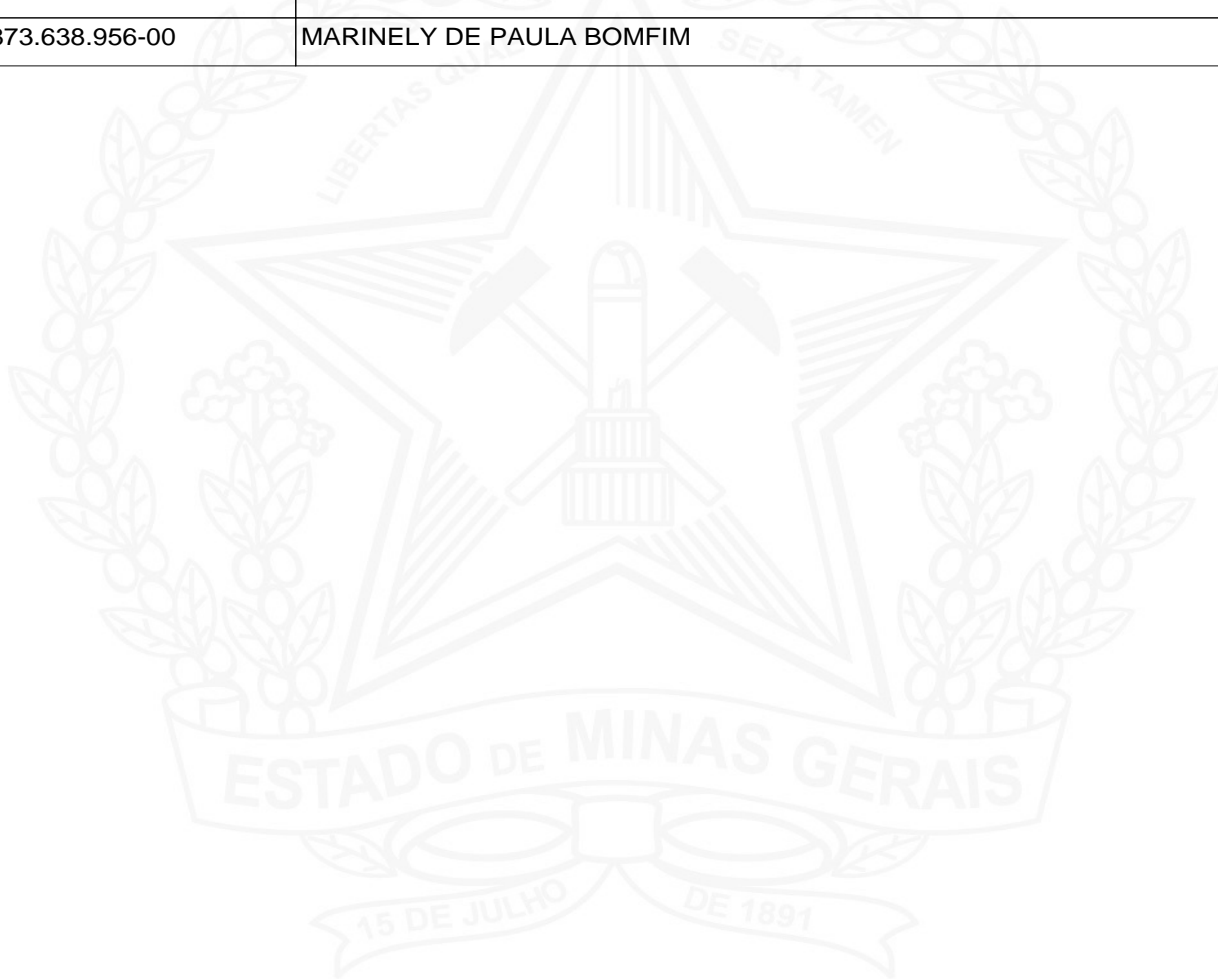 873.638.956-00 MARINELY DE PAULA BOMFIM
LIBERTAS QUAE SERA TAMEN
ESTADO DE MINAS GERAIS
15 DE JULHO DE 1891